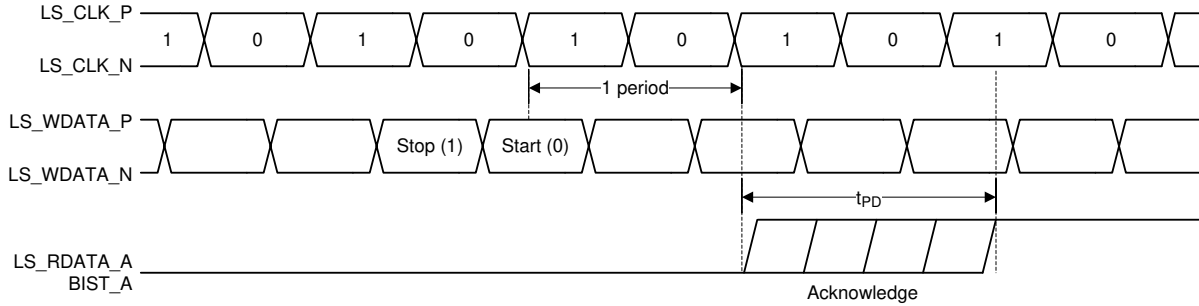 LS_CLK_P
1 0 1 0 1 0 1 0 1 0
LS_CLK_N
1 period
LS_WDATA_P
Stop (1) Start (0)
LS_WDATA_N
tPD
LS_RDATA_A
BIST_A
Acknowledge